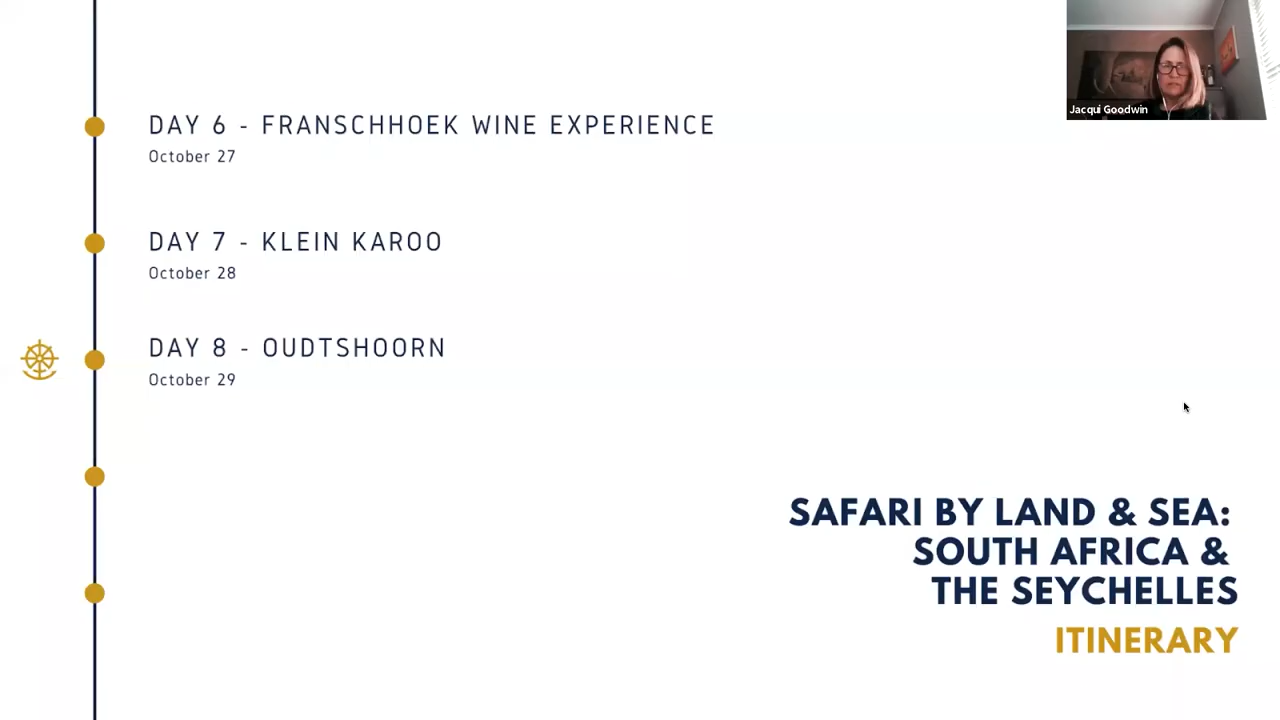 DAY 6 - FRANSCHHOEK WINE EXPERIENCE
October 27
DAY 7 - KLEIN KAROO
October 28
DAY 8 - OUDTSHOORN
October 29
SAFARI BY LAND & SEA:
SOUTH AFRICA &
THE SEYCHELLES
ITINERARY
Jacqui Goodwin